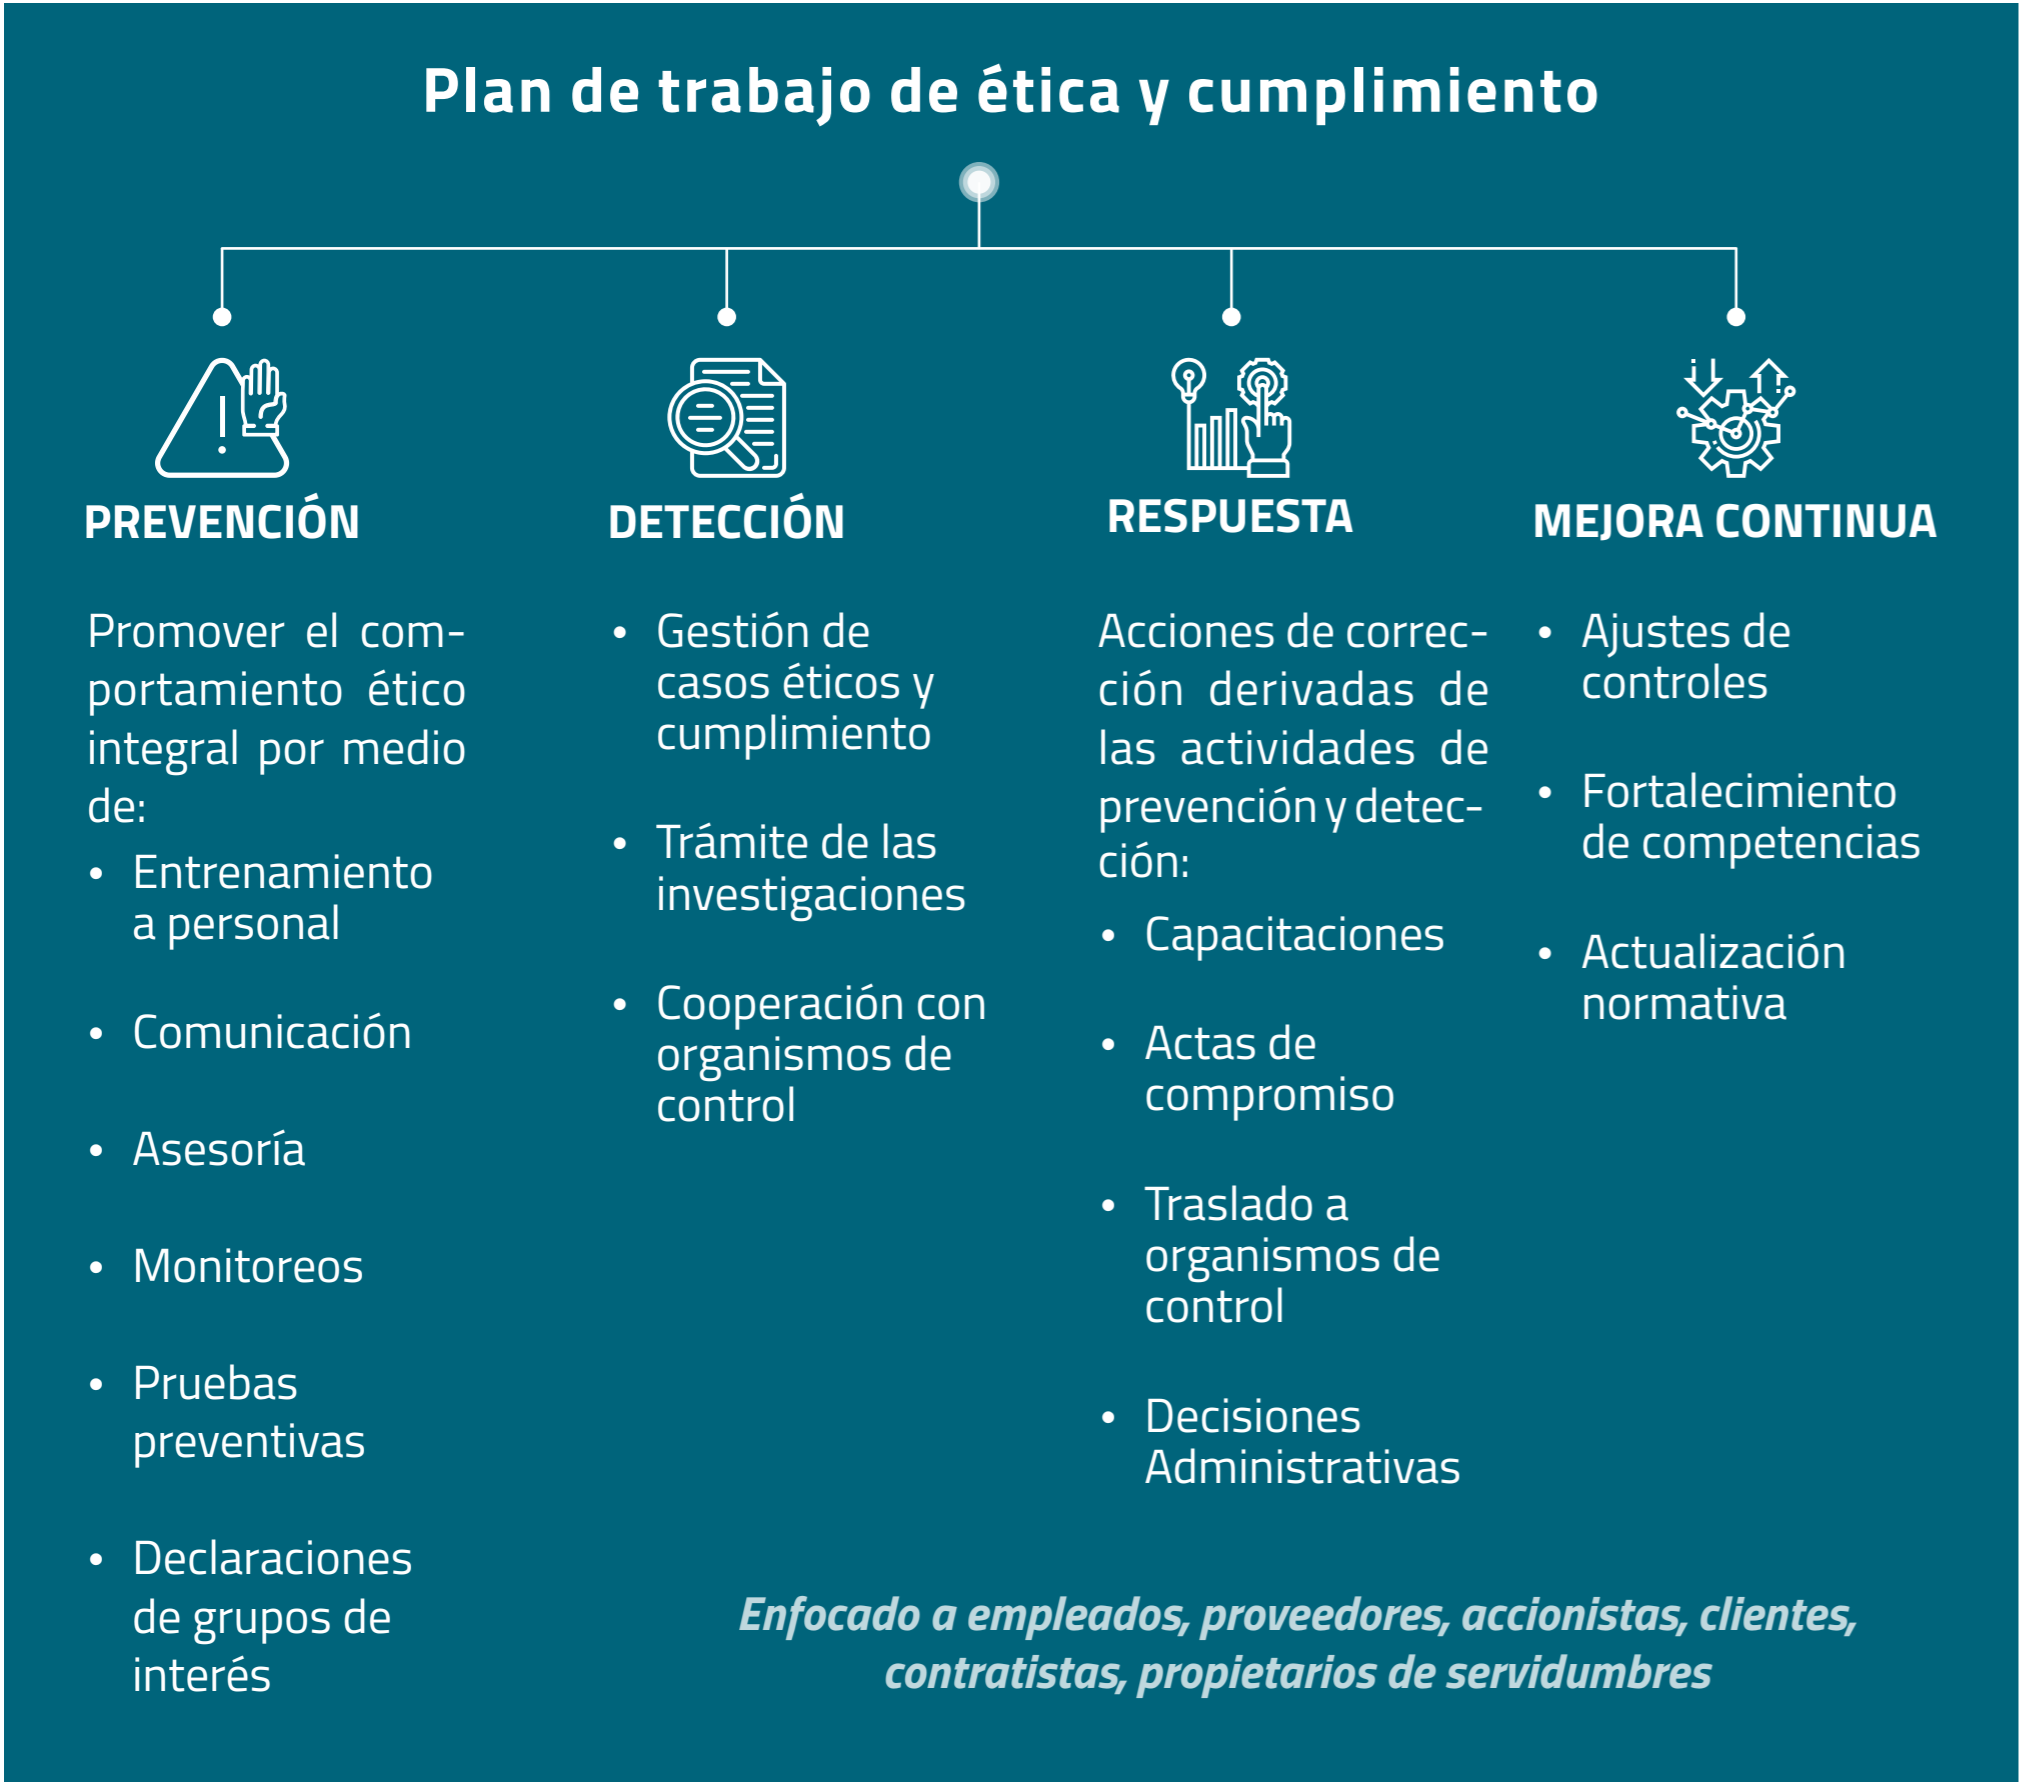 Plan de trabajo de ética y cumplimiento
PREVENCIÓN
Promover el com-
portamiento ético
integral por medio
de:
• Entrenamiento
a personal
• Comunicación
• Asesoría
• Monitoreos
• Pruebas
preventivas
• Declaraciones
de grupos de
interés
DETECCIÓN
• Gestión de
casos éticos y
cumplimiento
• Trámite de las
investigaciones
• Cooperación con
organismos de
control
RESPUESTA
Acciones de correc-
ción derivadas de
las actividades de
prevención y detec-
ción:
• Capacitaciones
• Actas de
compromiso
• Traslado a
organismos de
control
• Decisiones
Administrativas
MEJORA CONTINUA
• Ajustes de
controles
• Fortalecimiento
de competencias
• Actualización
normativa
Enfocado a empleados, proveedores, accionistas, clientes,
contratistas, propietarios de servidumbres